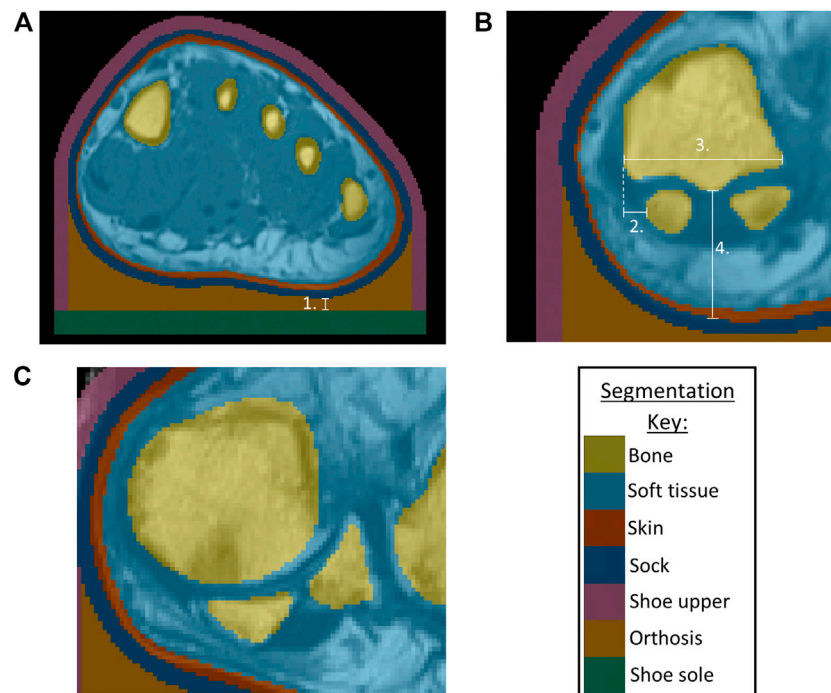 A
B
1.
2.
3.
4.
C
Segmentation
Key:
Bone
Soft tissue
Skin
Sock
Shoe upper
Orthosis
Shoe sole